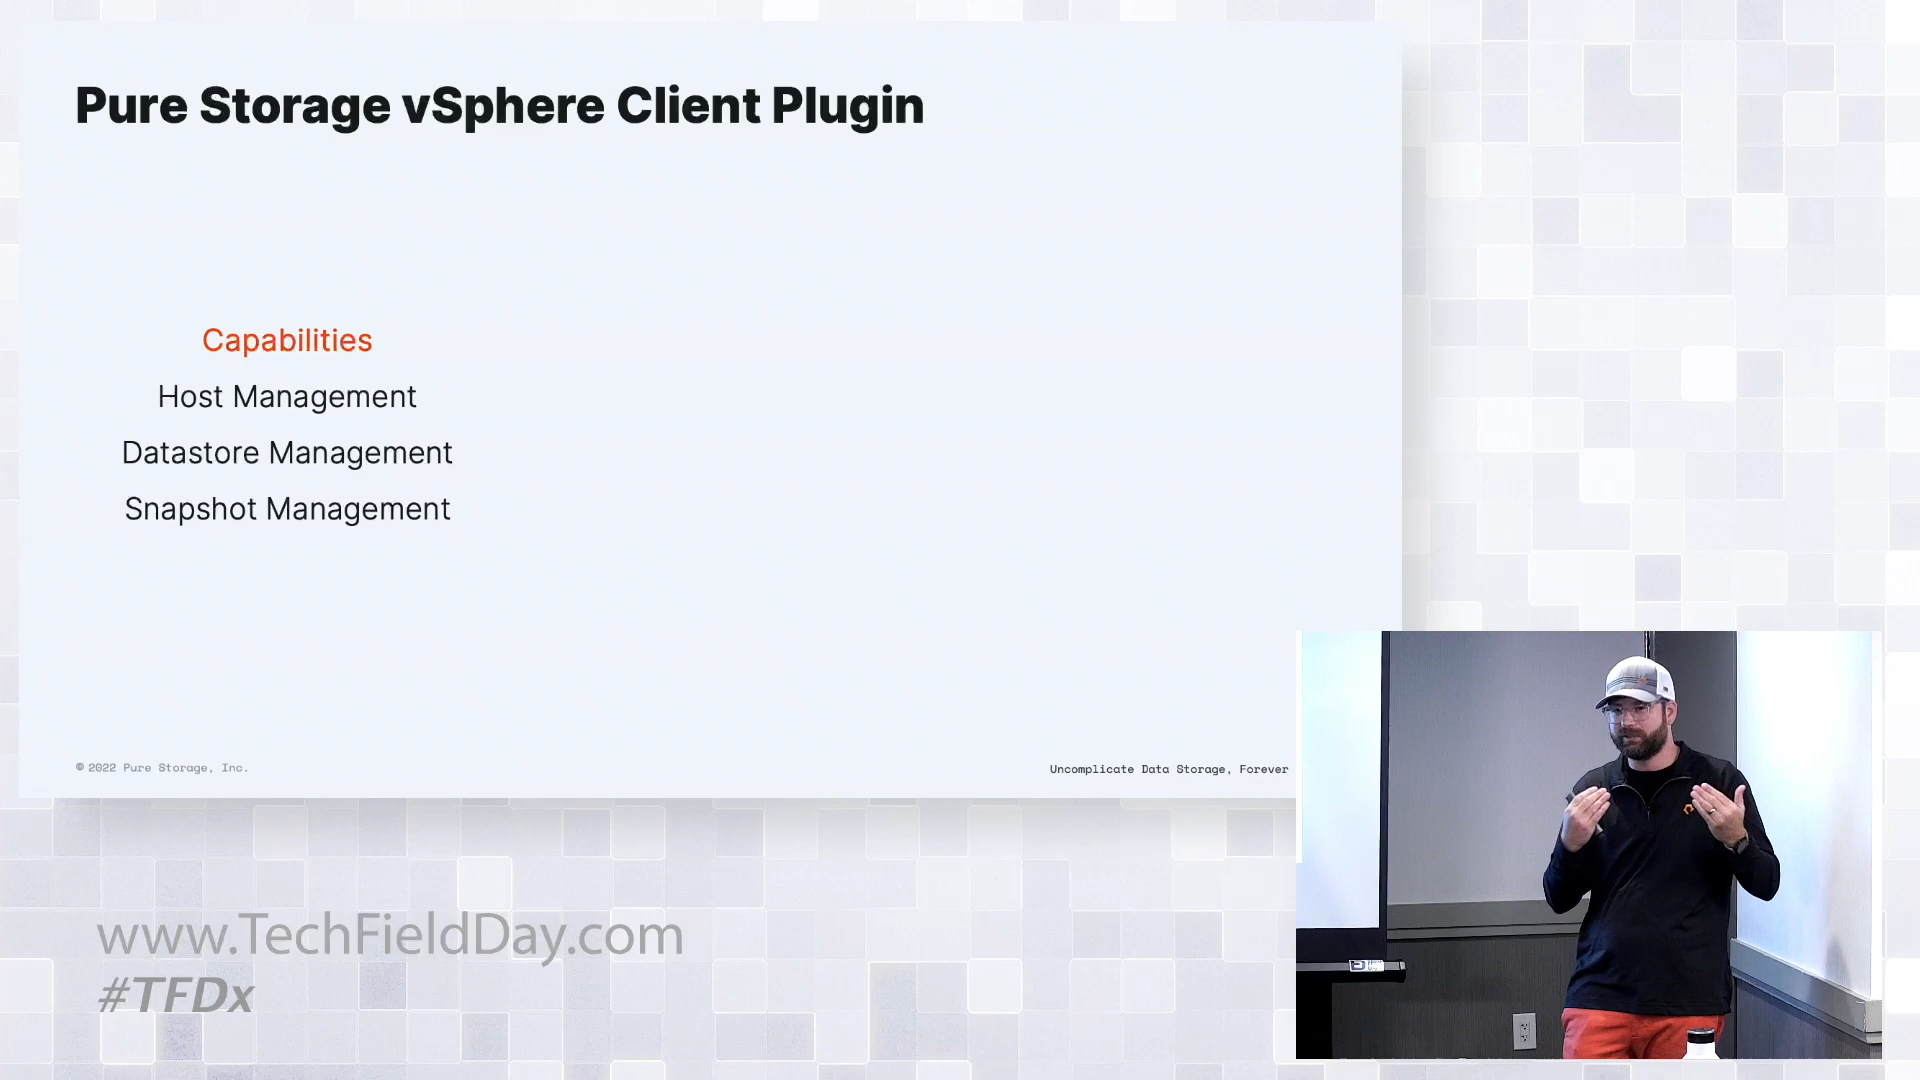 Pure Storage vSphere Client Plugin
Capabilities
Host Management
Datastore Management
Snapshot Management
© 2022 Pure Storage, Inc.
Uncomplicate Data Storage, Forever
www.TechFieldDay.com
#TFDx